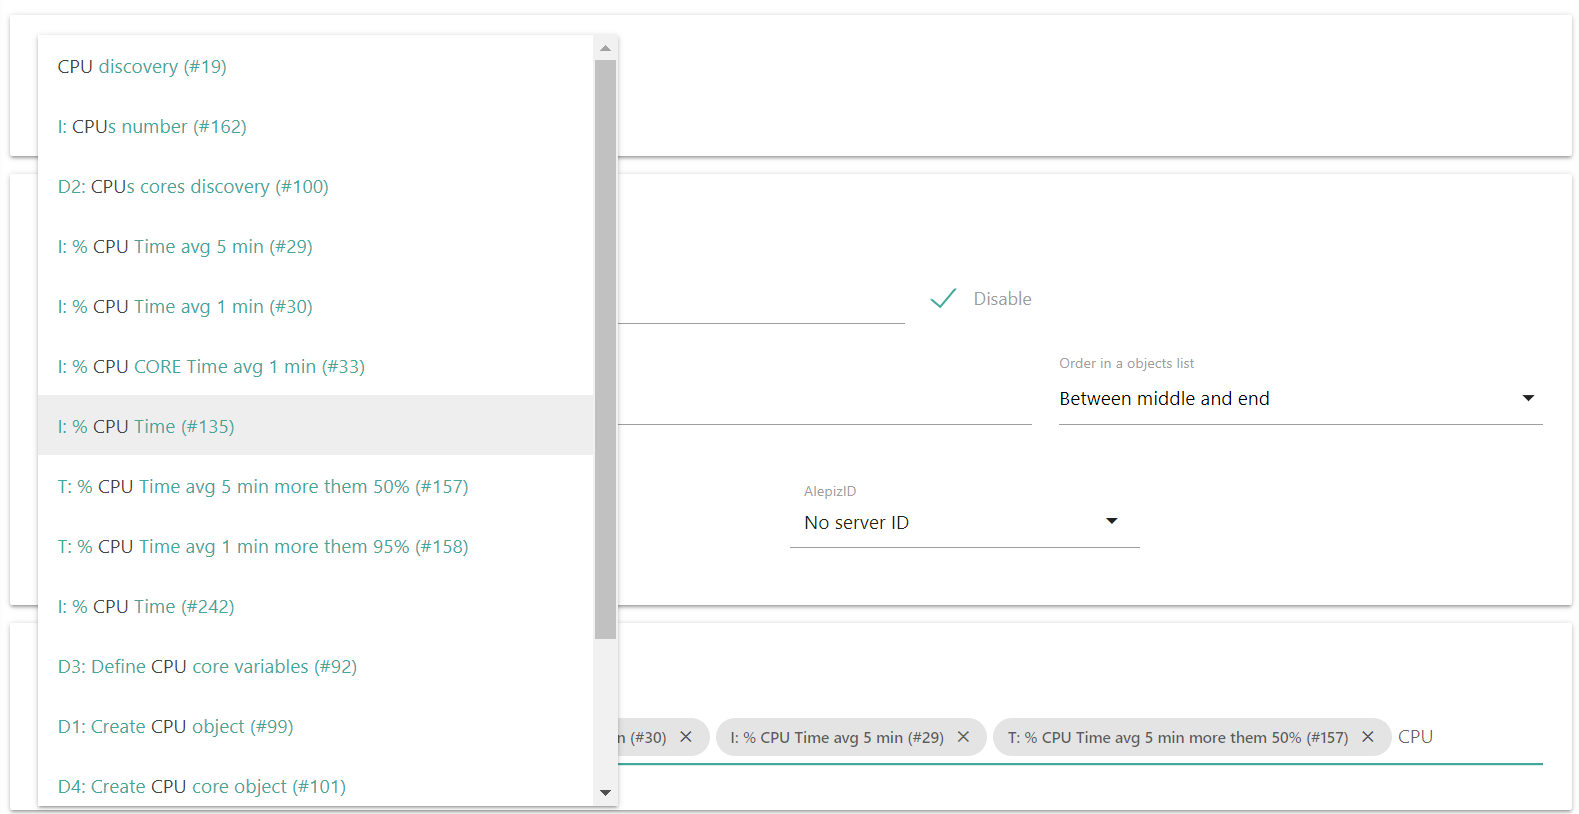 CPU discovery (#19)
I: CPUs number (#162)
D2: CPUs cores discovery (#100)
I: % CPU Time avg 5 min (#29)
I: % CPU Time avg 1 min (#30)
I: % CPU CORE Time avg 1 min (#33)
I: % CPU Time (#135)
T: % CPU Time avg 5 min more them 50% (#157)
T: % CPU Time avg 1 min more them 95% (#158)
I: % CPU Time (#242)
D3: Define CPU core variables (#92)
D1: Create CPU object (#99)
D4: Create CPU core object (#101)
Disable
Order in a objects list
Between middle and end
AlepizID
No server ID
n (#30) I: % CPU Time avg 5 min (#29) T: % CPU Time avg 5 min more them 50% (#157) CPU